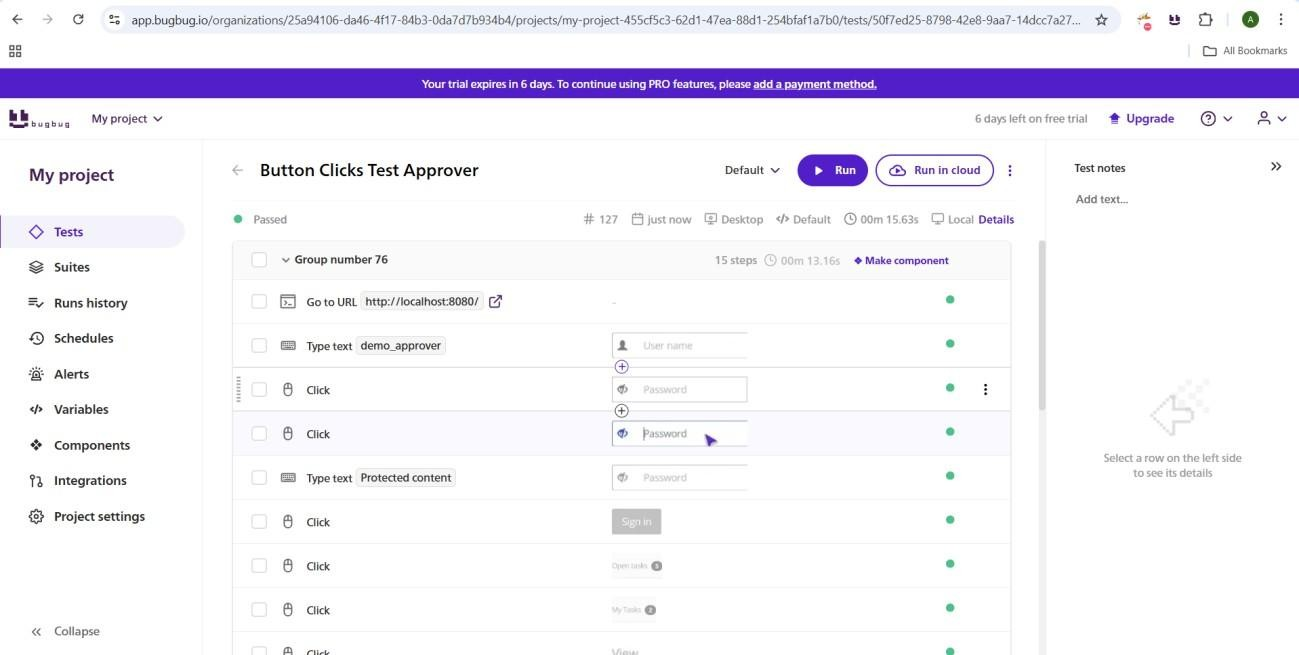 app.bugbug.io/organizations/25a94106-da46-4f17-84b3-0da7d7b934b4/projects/my-project-455cf5c3-62d1-47ea-88d1-254bfaf1a7b0/tests/50f7ed25-8798-42e8-9aa7-14dcc7a27...
A
All Bookmarks
Your trial expires in 6 days. To continue using PRO features, please add a payment method.
bugbug My project 6 days left on free trial Upgrade
My project
Tests
Suites
Runs history
Schedules
Alerts
Variables
Components
Integrations
Project settings
Collapse
Button Clicks Test Approver Default Run Run in cloud
Passed # 127 just now Desktop Default 00m 15.63s Local Details
Group number 76 15 steps 00m 13.16s Make component
Go to URL http://localhost:8080/ -
Type text demo_approver User name
Click Password
Click Password
Type text Protected content Password
Click Sign in
Click Open tasks 5
Click My Tasks 2
Click View
Test notes
Add text...
Select a row on the left side
to see its details